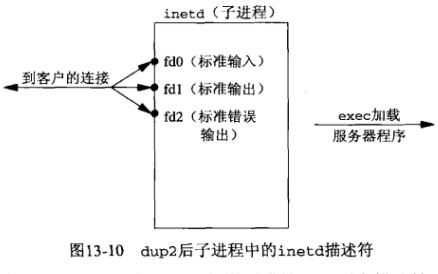 inetd（子进程）
fd0（标准输入）
到客户的连接
fd1（标准输出）
fd2（标准错误
输出）
exec加载
服务器程序
图13-10 dup2后子进程中的inetd描述符